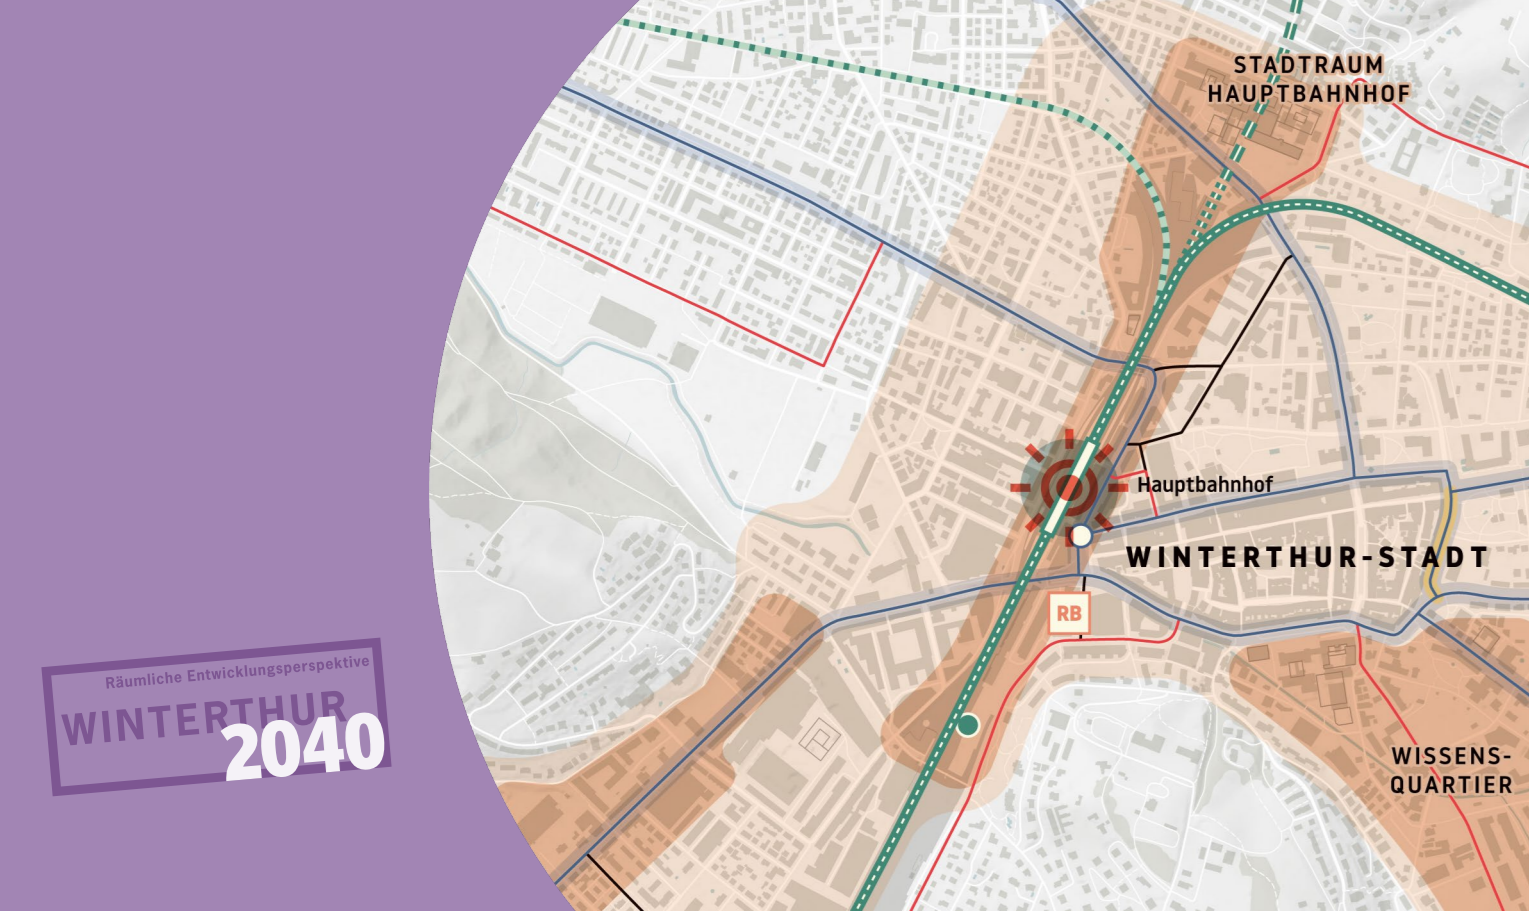 STADTRAUM
HAUPTBAHNHOF
Hauptbahnhof
WINTERTHUR-STADT
RB
WISSENS-
QUARTIER
Räumliche Entwicklungsperspektive
WINTERTHUR
2040